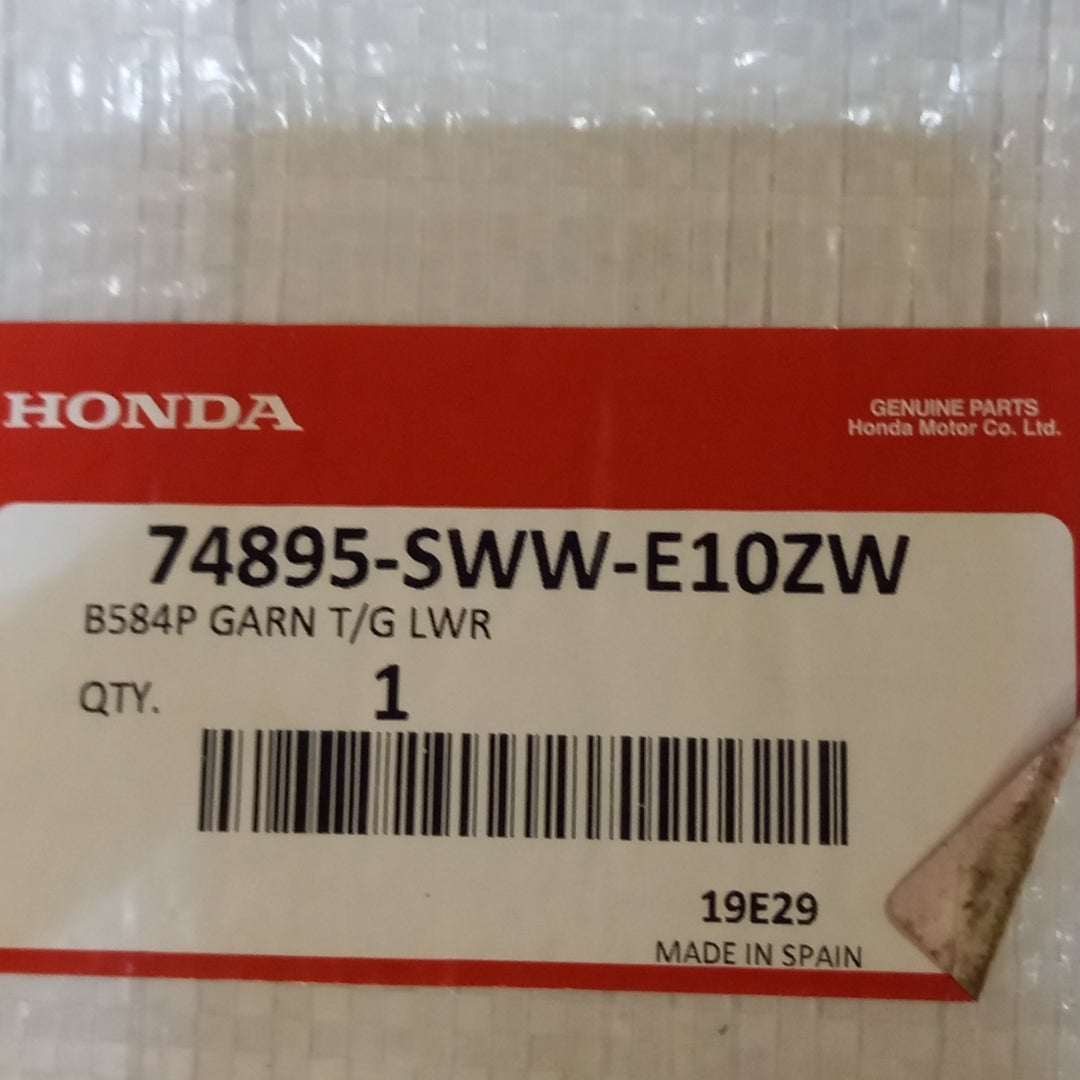 HONDA
GENUINE PARTS
Honda Motor Co. Ltd.
74895-SWW-E10ZW
B584P GARN T/G LWR
QTY. 1
19E29
MADE IN SPAIN